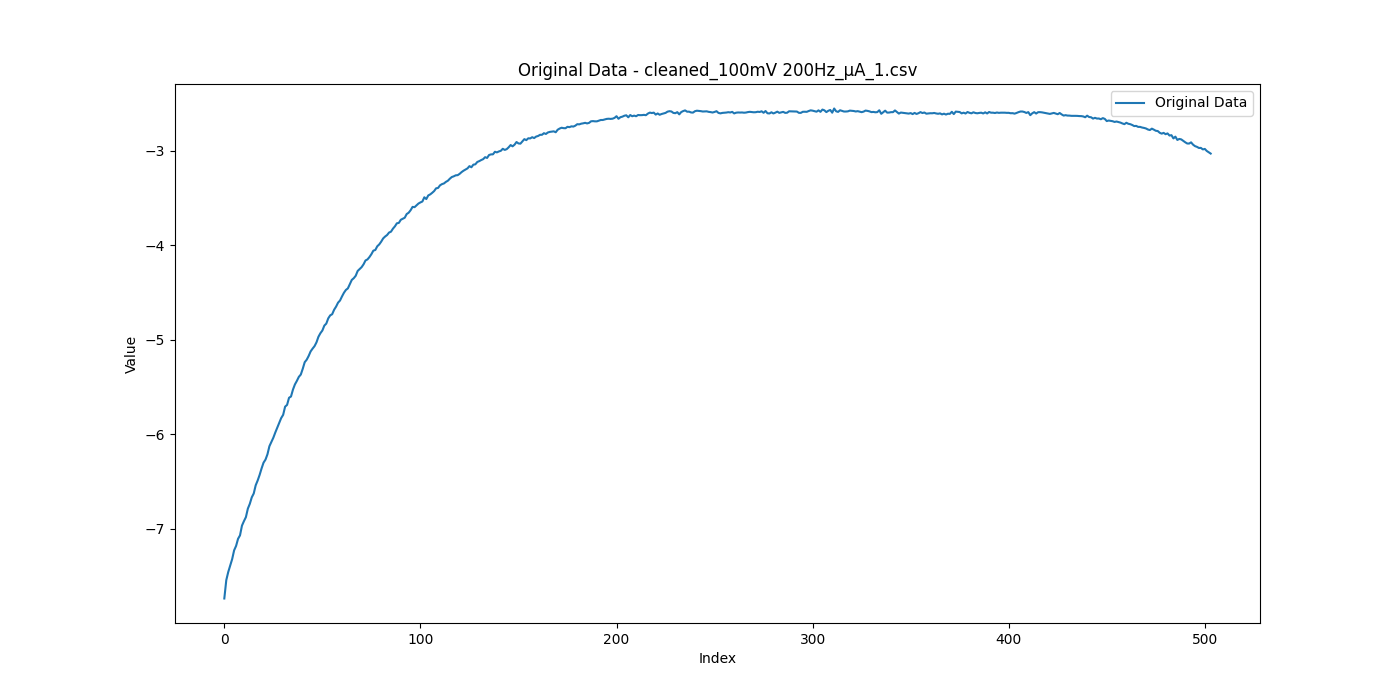 Original Data - cleaned_100mV 200Hz_µA_1.csv
Original Data
Value
−3
−4
−5
−6
−7
0
100
200
300
400
500
Index